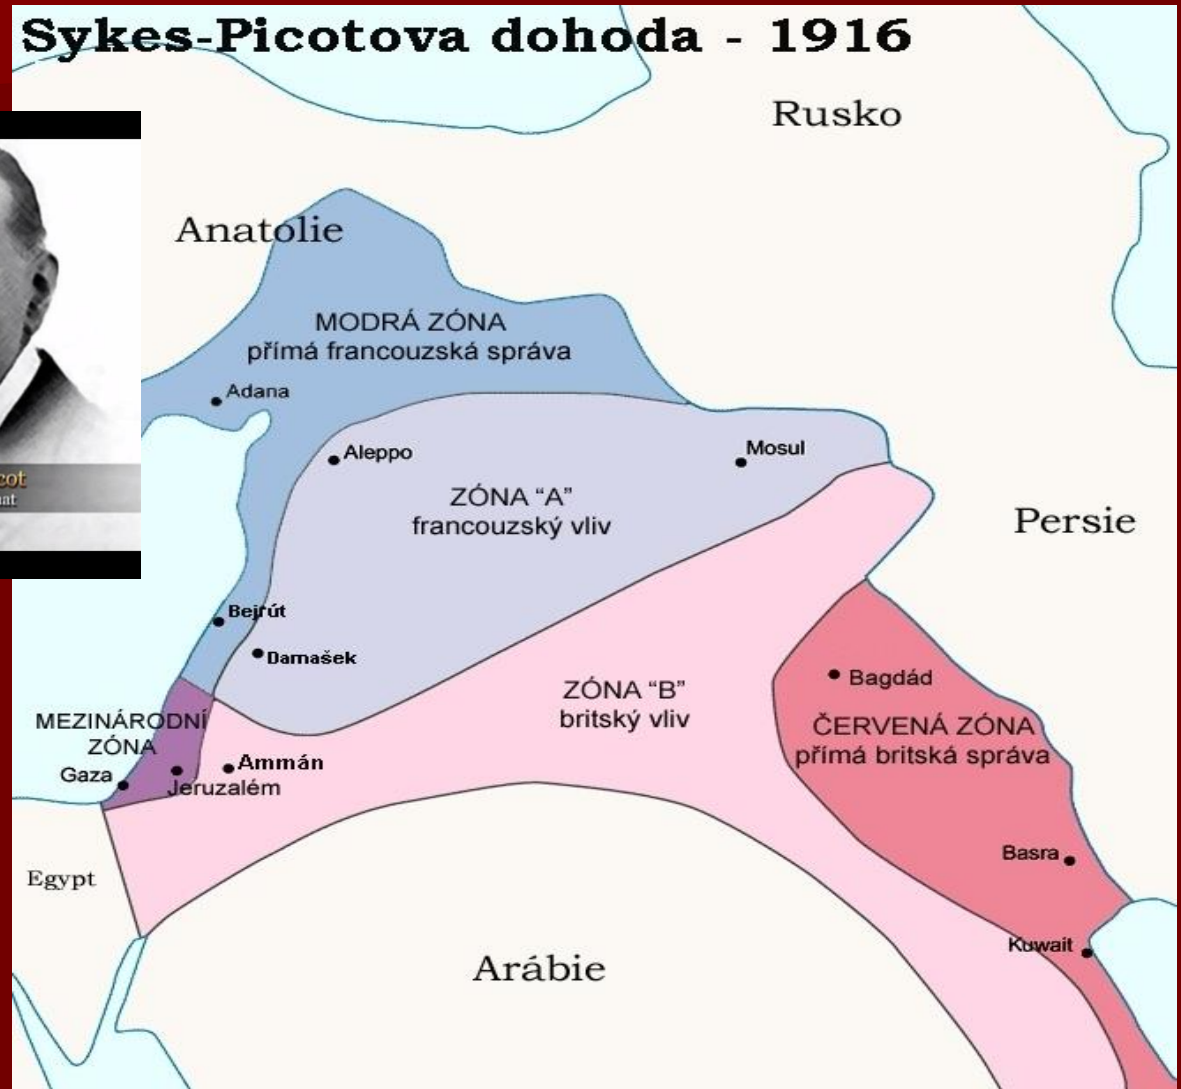 Sykes-Picotova dohoda - 1916
Rusko
Anatolie
MODRÁ ZÓNA
přímá francouzská správa
Adana
Aleppo
Mosul
ZÓNA “A”
francouzský vliv
Persie
Bejrút
Damašek
ZÓNA “B”
britský vliv
Bagdád
ČERVENÁ ZÓNA
přímá britská správa
MEZINÁRODNÍ
ZÓNA
Ammán
Gaza
Jeruzalém
Basra
Egypt
Kuwait
Arábie